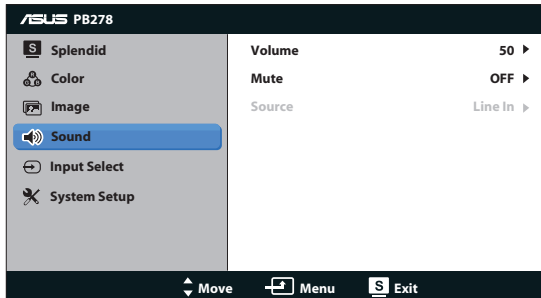 ASUS PB278
S Splendid
Color
Image
Sound
Input Select
System Setup
Volume 50
Mute OFF
Source Line In
Move Menu S Exit